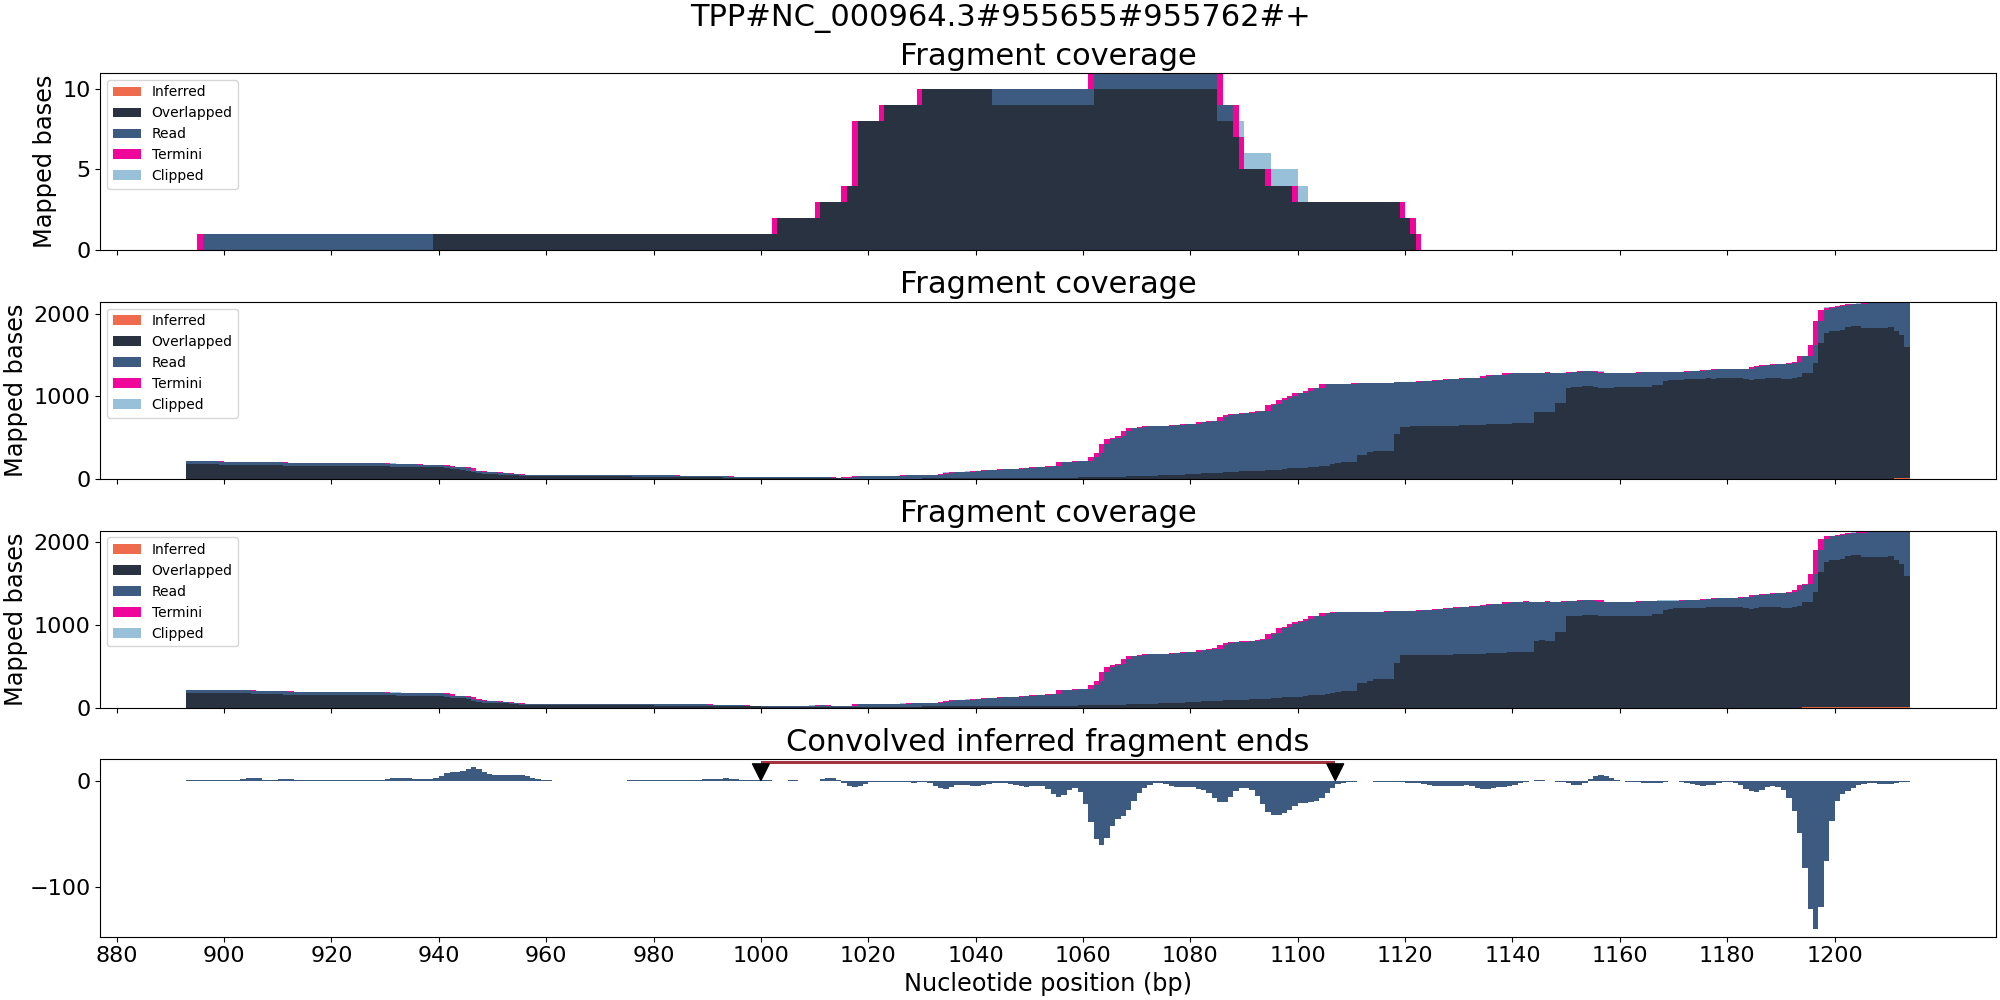 TPP#NC_000964.3#955655#955762#+
Fragment coverage
Mapped bases
10
5
0
Inferred
Overlapped
Read
Termini
Clipped
Fragment coverage
Mapped bases
2000
1000
0
Inferred
Overlapped
Read
Termini
Clipped
Fragment coverage
Mapped bases
2000
1000
0
Inferred
Overlapped
Read
Termini
Clipped
Convolved inferred fragment ends
0
−100
880 900 920 940 960 980 1000 1020 1040 1060 1080 1100 1120 1140 1160 1180 1200
Nucleotide position (bp)